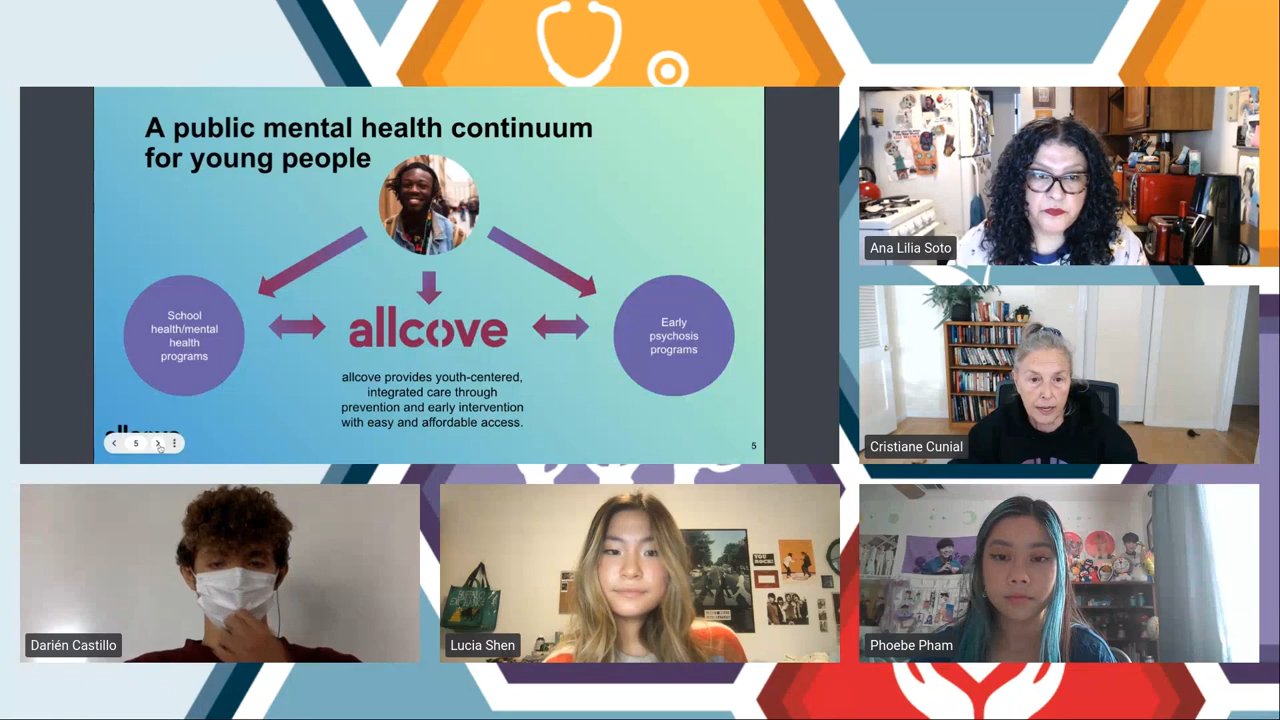 A public mental health continuum
for young people
School
health/mental
health
programs
allcove
Early
psychosis
programs
allcove provides youth-centered,
integrated care through
prevention and early intervention
with easy and affordable access.
5
5
Ana Lilia Soto
Cristiane Cunial
Darién Castillo
Lucia Shen
YOU
ROCK!
Phoebe Pham